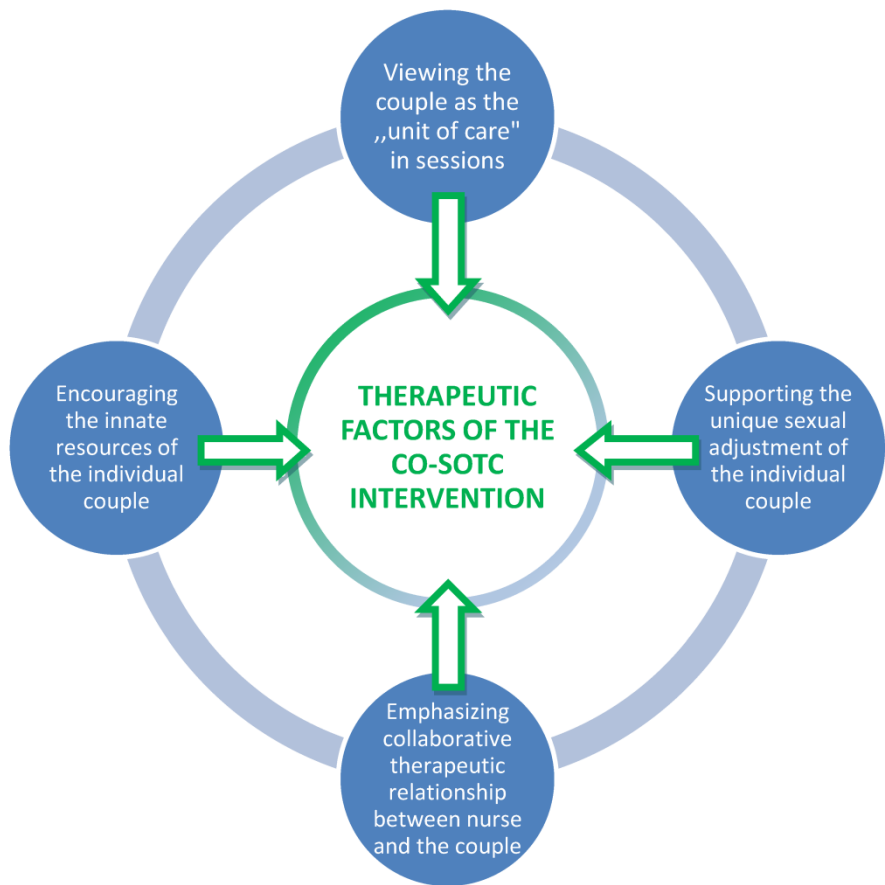 Viewing the
couple as the
,,unit of care"
in sessions
Encouraging
the innate
resources of
the individual
couple
THERAPEUTIC
FACTORS OF THE
CO-SOTC
INTERVENTION
Supporting the
unique sexual
adjustment of
the individual
couple
Emphasizing
collaborative
therapeutic
relationship
between nurse
and the couple